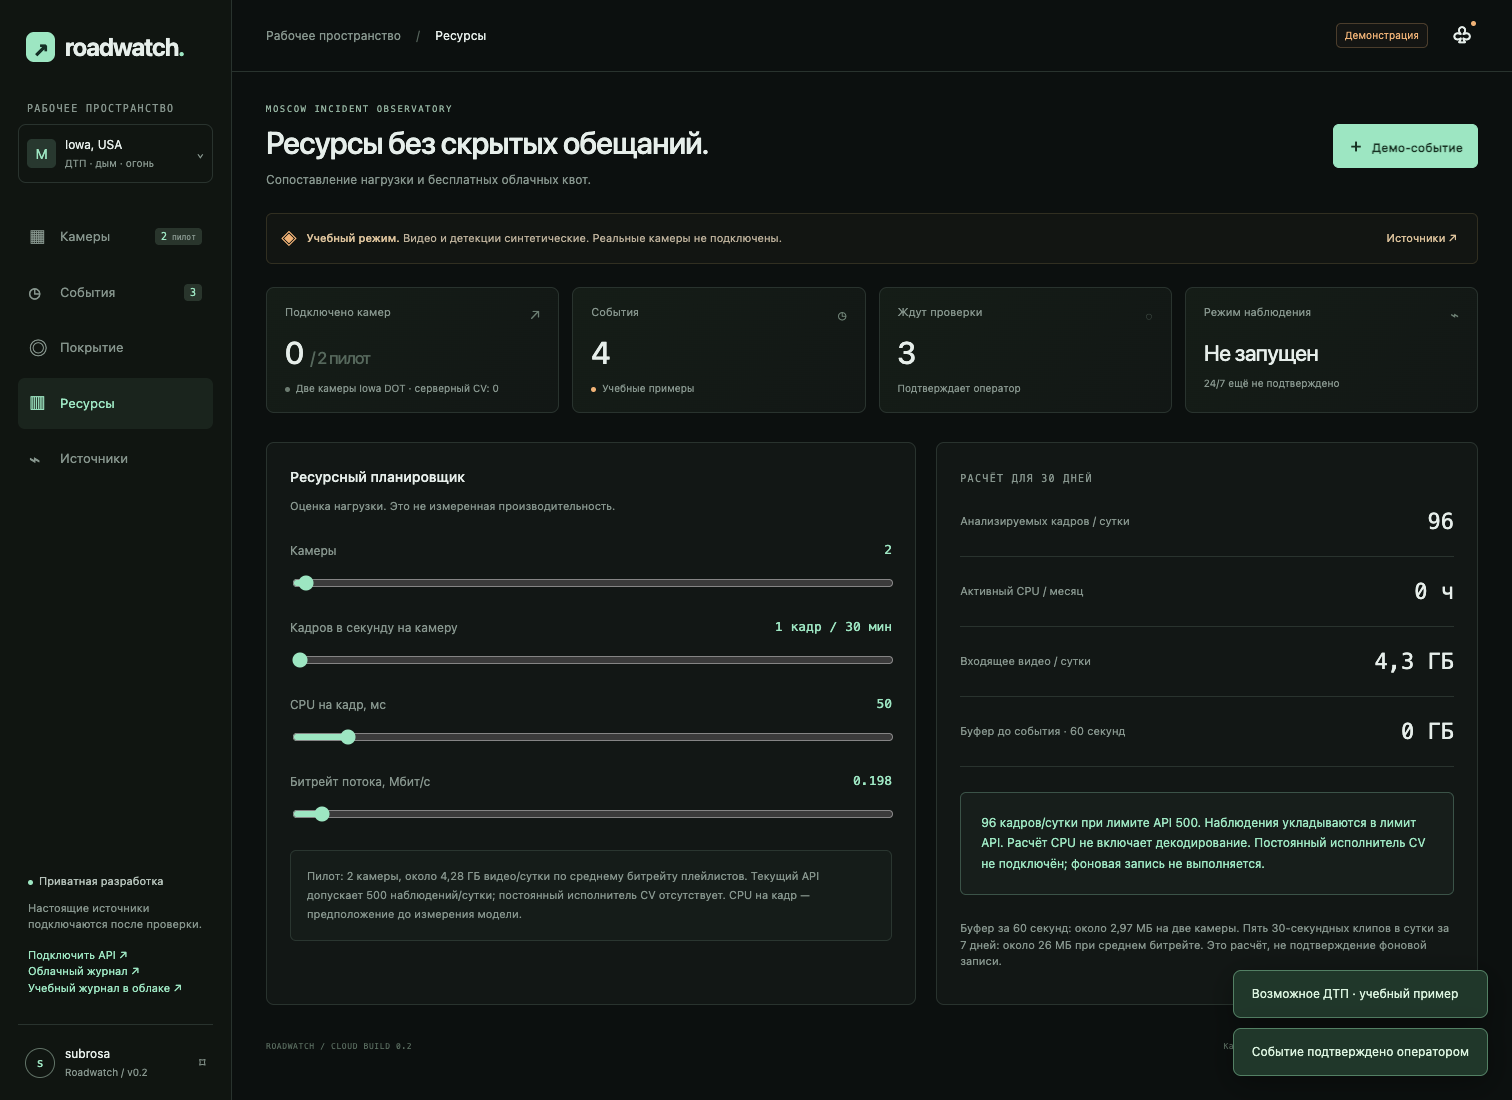 roadwatch.
РАБОЧЕЕ ПРОСТРАНСТВО
M
Iowa, USA
ДТП · дым · огонь
Камеры
2 пилот
События
3
Покрытие
Ресурсы
Источники
Приватная разработка
Настоящие источники
подключаются после проверки.
Подключить API ↗
Облачный журнал ↗
Учебный журнал в облаке ↗
S
subrosa
Roadwatch / v0.2
Рабочее пространство / Ресурсы
Демонстрация
MOSCOW INCIDENT OBSERVATORY
Ресурсы без скрытых обещаний.
Сопоставление нагрузки и бесплатных облачных квот.
+ Демо-событие
Учебный режим. Видео и детекции синтетические. Реальные камеры не подключены.
Источники ↗
Подключено камер ↗
0 / 2 пилот
Две камеры Iowa DOT · серверный CV: 0
События
4
Учебные примеры
Ждут проверки
3
Подтверждает оператор
Режим наблюдения
Не запущен
24/7 ещё не подтверждено
Ресурсный планировщик
Оценка нагрузки. Это не измеренная производительность.
Камеры 2
Кадров в секунду на камеру 1 кадр / 30 мин
CPU на кадр, мс 50
Битрейт потока, Мбит/с 0.198
Пилот: 2 камеры, около 4,28 ГБ видео/сутки по среднему битрейту плейлистов. Текущий API
допускает 500 наблюдений/сутки; постоянный исполнитель CV отсутствует. CPU на кадр —
предположение до измерения модели.
РАСЧЁТ ДЛЯ 30 ДНЕЙ
Анализируемых кадров / сутки 96
Активный CPU / месяц 0 ч
Входящее видео / сутки 4,3 ГБ
Буфер до события · 60 секунд 0 ГБ
96 кадров/сутки при лимите API 500. Наблюдения укладываются в лимит
API. Расчёт CPU не включает декодирование. Постоянный исполнитель CV
не подключён; фоновая запись не выполняется.
Буфер за 60 секунд: около 2,97 МБ на две камеры. Пять 30-секундных клипов в сутки за
7 дней: около 26 МБ при среднем битрейте. Это расчёт, не подтверждение фоновой
записи.
Возможное ДТП · учебный пример
Событие подтверждено оператором
ROADWATCH / CLOUD BUILD 0.2